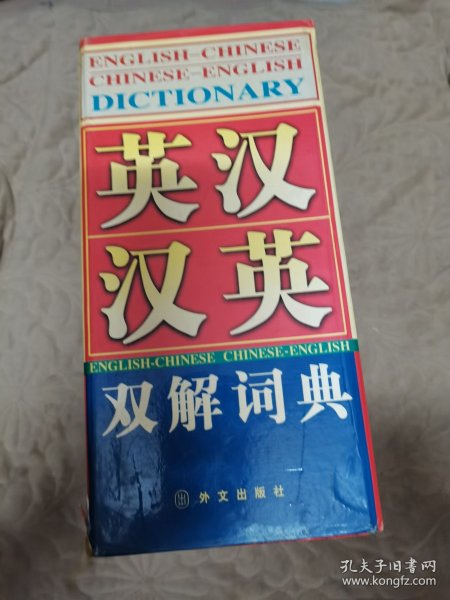 ENGLISH-CHINESE
CHINESE-ENGLISH
DICTIONARY
英汉
汉英
ENGLISH-CHINESE CHINESE-ENGLISH
双解词典
外文出版社
孔夫子旧书网
www.kongfz.com